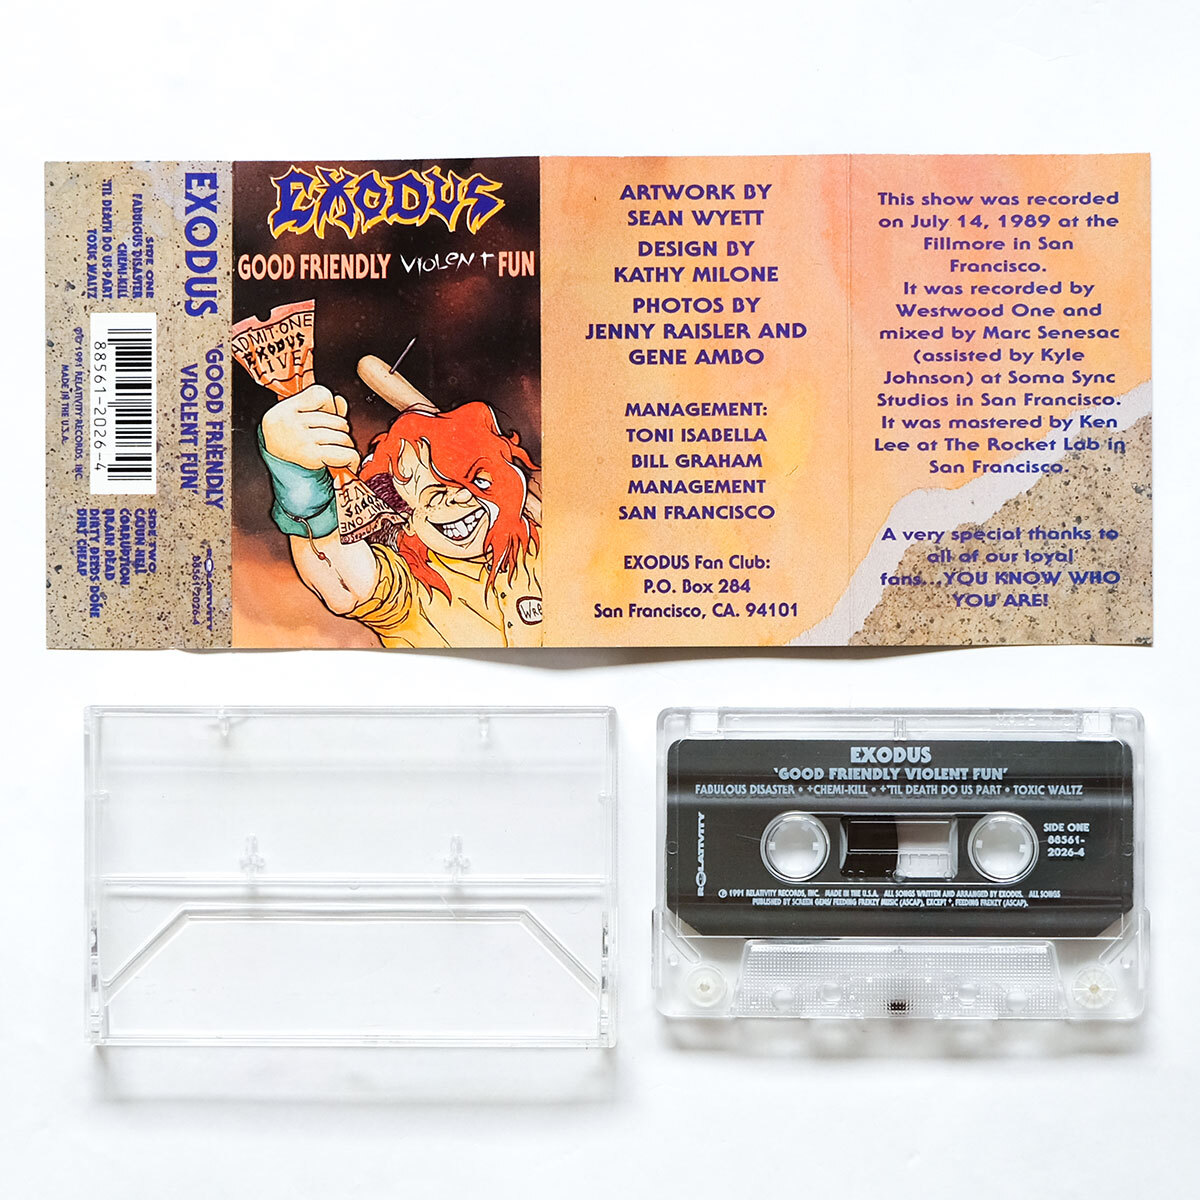 SIDE ONE
FABULOUS DISASTER
CHEMI-KILL
'TIL DEATH DO US PART
TOXIC WALTZ
88561-2026-4
℗© 1991 RELATIVITY RECORDS, INC.
MADE IN THE U.S.A.
SIDE TWO
CAJUN HELL
CORRUPTION
BRAIN DEAD
DIRTY DEEDS DONE
DIRT CHEAP
EXODUS
'GOOD FRIENDLY
VIOLENT FUN'
RELATIVITY
88561-2026-4
EXODUS
GOOD FRIENDLY VIOLENT FUN
ADMIT ONE
EXODUS
LIVE
ADMIT ONE
EXODUS
LIVE
ARTWORK BY
SEAN WYETT
DESIGN BY
KATHY MILONE
PHOTOS BY
JENNY RAISLER AND
GENE AMBO
MANAGEMENT:
TONI ISABELLA
BILL GRAHAM
MANAGEMENT
SAN FRANCISCO
EXODUS Fan Club:
P.O. Box 284
San Francisco, CA. 94101
This show was recorded
on July 14, 1989 at the
Fillmore in San
Francisco.
It was recorded by
Westwood One and
mixed by Marc Senesac
(assisted by Kyle
Johnson) at Soma Sync
Studios in San Francisco.
It was mastered by Ken
Lee at The Rocket Lab in
San Francisco.
A very special thanks to
all of our loyal
fans...YOU KNOW WHO
YOU ARE!
EXODUS
'GOOD FRIENDLY VIOLENT FUN'
FABULOUS DISASTER • +CHEMI-KILL • +'TIL DEATH DO US PART • TOXIC WALTZ
RELATIVITY
SIDE ONE
88561-
2026-4
℗ 1991 RELATIVITY RECORDS, INC. MADE IN THE U.S.A. ALL SONGS WRITTEN AND ARRANGED BY EXODUS. ALL SONGS
PUBLISHED BY SCREEN GEMS/ FEEDING FRENZY MUSIC (ASCAP), EXCEPT +, FEEDING FRENZY (ASCAP).